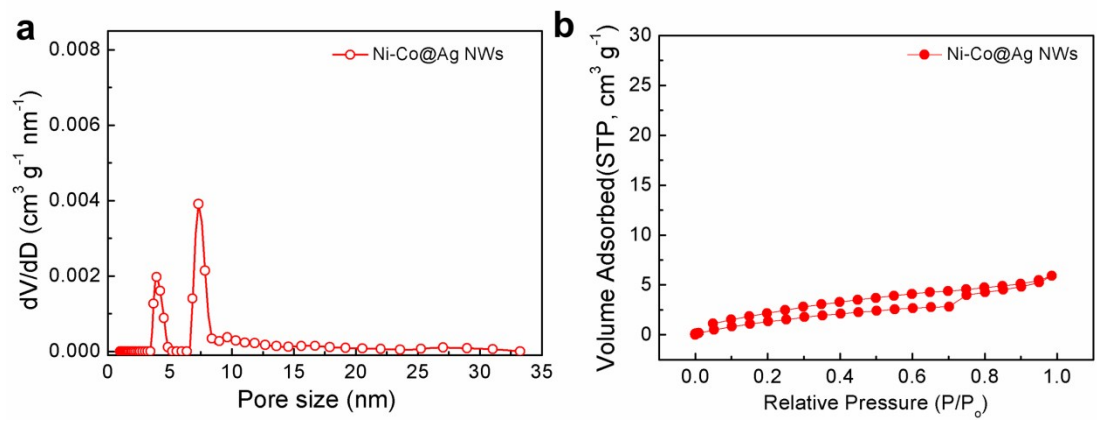 a
Ni-Co@Ag NWs
0.008
0.006
0.004
0.002
0.000
dV/dD (cm³ g⁻¹ nm⁻¹)
0 5 10 15 20 25 30 35
Pore size (nm)
b
Ni-Co@Ag NWs
30
25
20
15
10
5
0
Volume Adsorbed(STP, cm³ g⁻¹)
0.0 0.2 0.4 0.6 0.8 1.0
Relative Pressure (P/Pₒ)